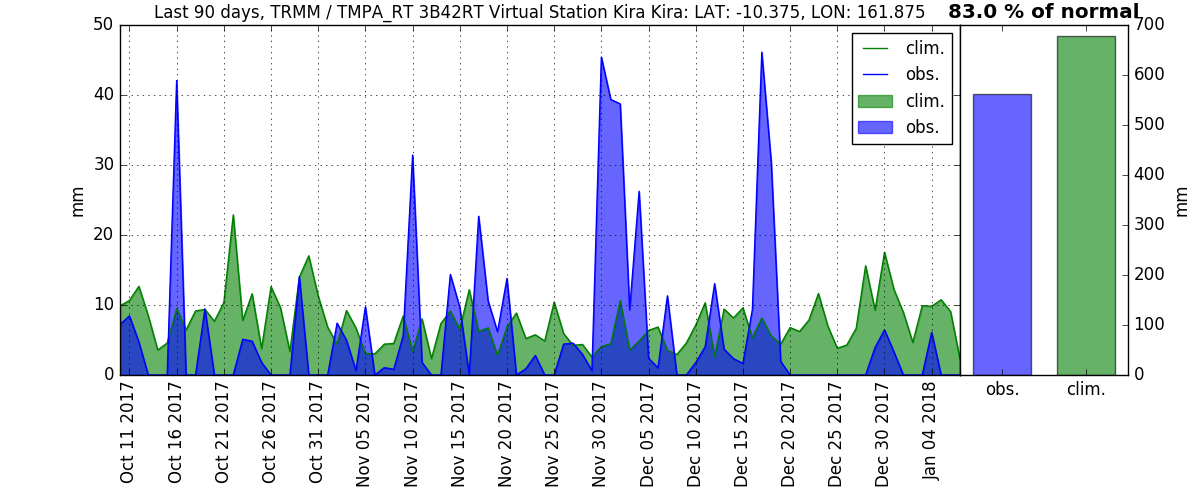 Last 90 days, TRMM / TMPA_RT 3B42RT Virtual Station Kira Kira: LAT: -10.375, LON: 161.875
83.0 % of normal
50
40
30
20
10
0
mm
clim.
obs.
clim.
obs.
Oct 11 2017
Oct 16 2017
Oct 21 2017
Oct 26 2017
Oct 31 2017
Nov 05 2017
Nov 10 2017
Nov 15 2017
Nov 20 2017
Nov 25 2017
Nov 30 2017
Dec 05 2017
Dec 10 2017
Dec 15 2017
Dec 20 2017
Dec 25 2017
Dec 30 2017
Jan 04 2018
700
600
500
400
300
200
100
0
mm
obs.
clim.